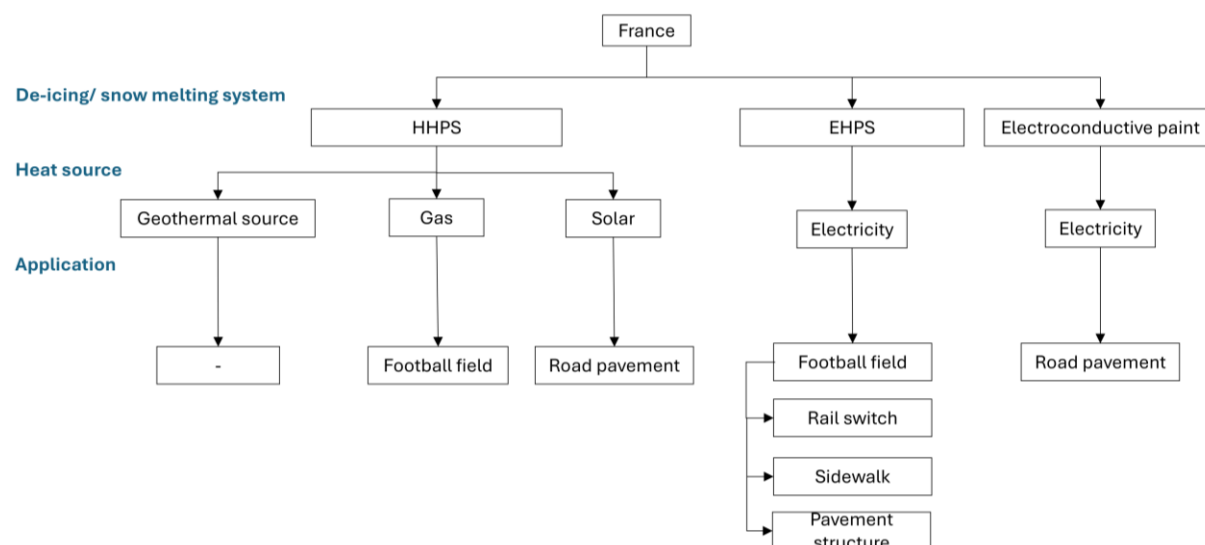 France
De-icing/ snow melting system
HHPS
EHPS
Electroconductive paint
Heat source
Geothermal source
Gas
Solar
Electricity
Electricity
Application
-
Football field
Road pavement
Football field
Road pavement
Rail switch
Sidewalk
Pavement
structure